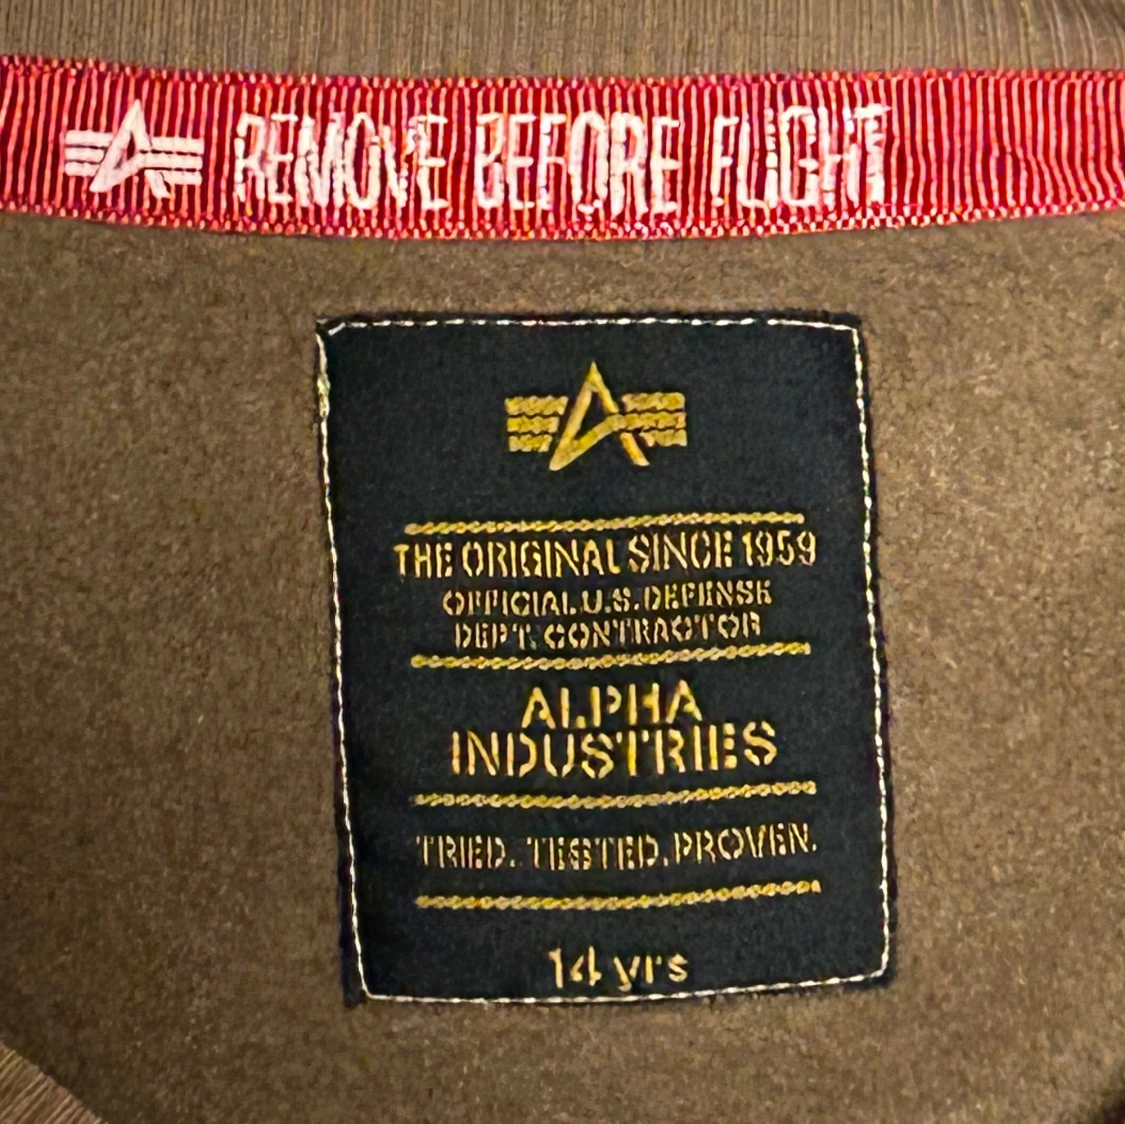 REMOVE BEFORE FLIGHT
THE ORIGINAL SINCE 1959
OFFICIAL U.S. DEFENSE
DEPT. CONTRACTOR
ALPHA
INDUSTRIES
TRIED. TESTED. PROVEN.
14 yrs